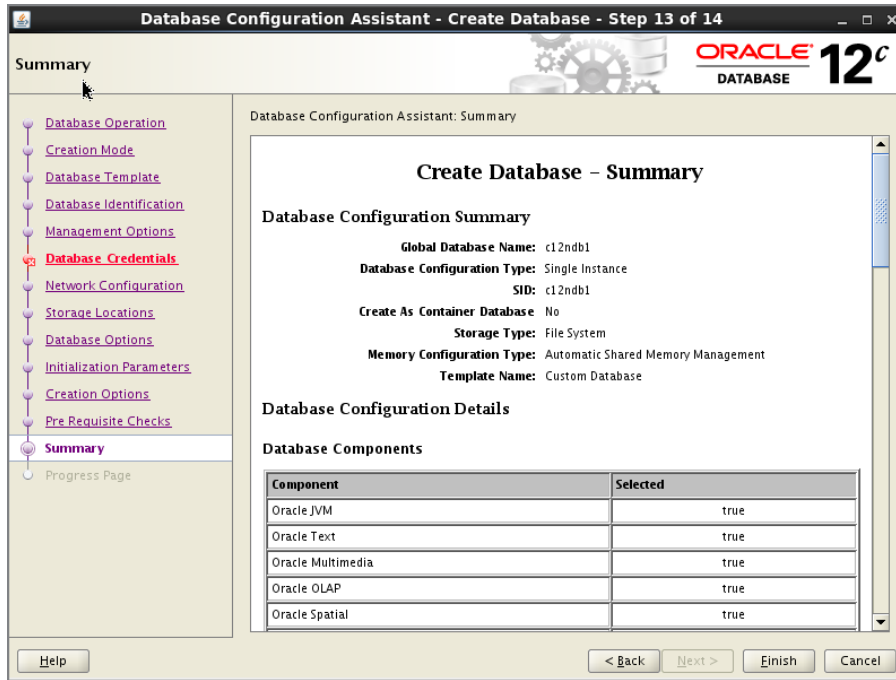 Database Configuration Assistant - Create Database - Step 13 of 14
Summary
ORACLE
DATABASE
12c
Database Operation
Creation Mode
Database Template
Database Identification
Management Options
Database Credentials
Network Configuration
Storage Locations
Database Options
Initialization Parameters
Creation Options
Pre Requisite Checks
Summary
Progress Page
Database Configuration Assistant: Summary
Create Database – Summary
Database Configuration Summary
Global Database Name: c12ndb1
Database Configuration Type: Single Instance
SID: c12ndb1
Create As Container Database No
Storage Type: File System
Memory Configuration Type: Automatic Shared Memory Management
Template Name: Custom Database
Database Configuration Details
Database Components
Component Selected
Oracle JVM true
Oracle Text true
Oracle Multimedia true
Oracle OLAP true
Oracle Spatial true
Help
< Back Next > Finish Cancel